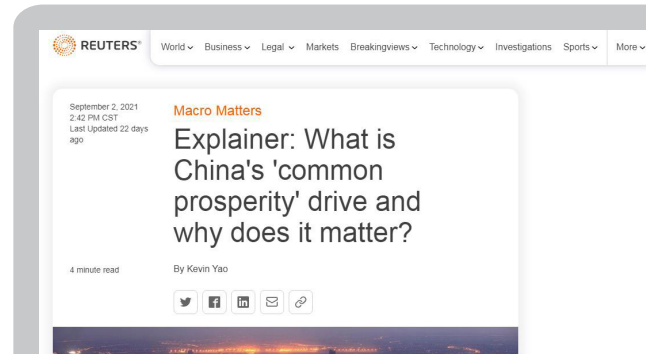 REUTERS® World Business Legal Markets Breakingviews Technology Investigations Sports More
September 2, 2021
2:42 PM CST
Last Updated 22 days
ago
Macro Matters
Explainer: What is
China's 'common
prosperity' drive and
why does it matter?
4 minute read
By Kevin Yao